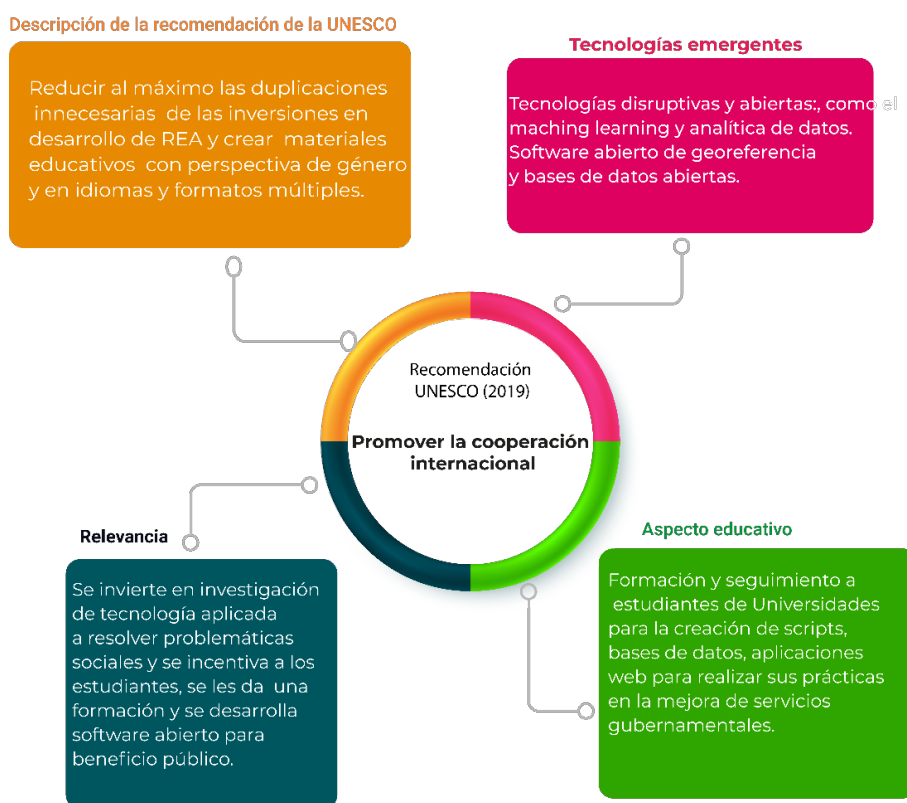 Descripción de la recomendación de la UNESCO
Reducir al máximo las duplicaciones
innnecesarias de las inversiones en
desarrollo de REA y crear materiales
educativos con perspectiva de género
y en idiomas y formatos múltiples.
Tecnologías emergentes
Tecnologías disruptivas y abiertas:, como el
maching learning y analítica de datos.
Software abierto de georeferencia
y bases de datos abiertas.
Recomendación
UNESCO (2019)
Promover la cooperación
internacional
Relevancia
Se invierte en investigación
de tecnología aplicada
a resolver problemáticas
sociales y se incentiva a los
estudiantes, se les da una
formación y se desarrolla
software abierto para
beneficio público.
Aspecto educativo
Formación y seguimiento a
estudiantes de Universidades
para la creación de scripts,
bases de datos, aplicaciones
web para realizar sus prácticas
en la mejora de servicios
gubernamentales.